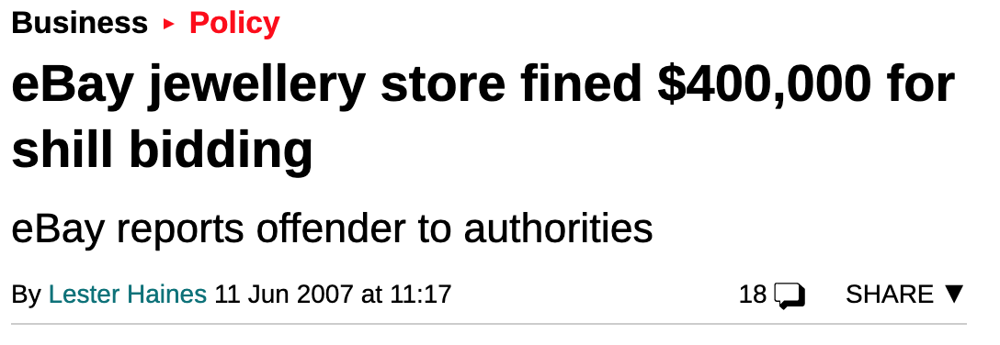 Business ▸ Policy
eBay jewellery store fined $400,000 for
shill bidding
eBay reports offender to authorities
By Lester Haines 11 Jun 2007 at 11:17 18 SHARE ▼